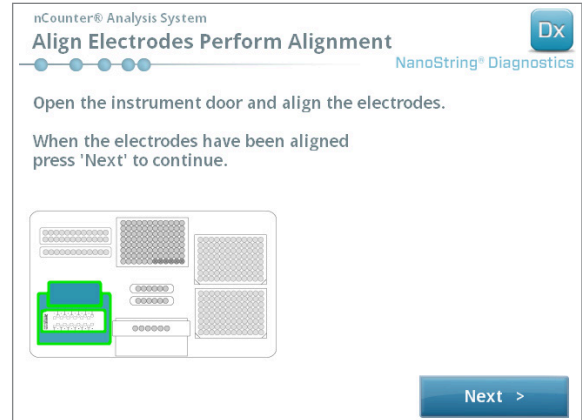 nCounter® Analysis System
Align Electrodes Perform Alignment
Dx
NanoString® Diagnostics
Open the instrument door and align the electrodes.
When the electrodes have been aligned
press 'Next' to continue.
Next >